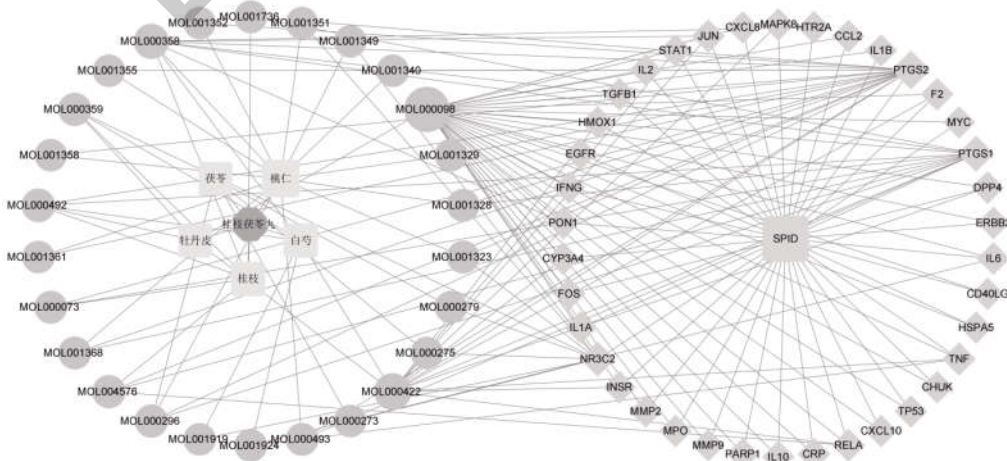 MOL001736
MOL001352
MOL001351
MOL000358
MOL001349
MOL001355
MOL001340
MOL000359
MOL000098
MOL001358
MOL001329
MOL000492
MOL001328
MOL001361
MOL001323
MOL000073
MOL000279
MOL001368
MOL000275
MOL004576
MOL000422
MOL000296
MOL000273
MOL001919
MOL001924
MOL000493
茯苓
桃仁
桂枝茯苓丸
牡丹皮
白芍
桂枝
CXCL8
MAPK8
HTR2A
JUN
CCL2
STAT1
IL1B
IL2
PTGS2
TGFB1
F2
HMOX1
MYC
EGFR
PTGS1
IFNG
DPP4
PON1
ERBB2
SPID
CYP3A4
IL6
FOS
CD40LG
IL1A
HSPA5
NR3C2
TNF
INSR
CHUK
MMP2
TP53
MPO
CXCL10
MMP9
RELA
PARP1
IL10
CRP